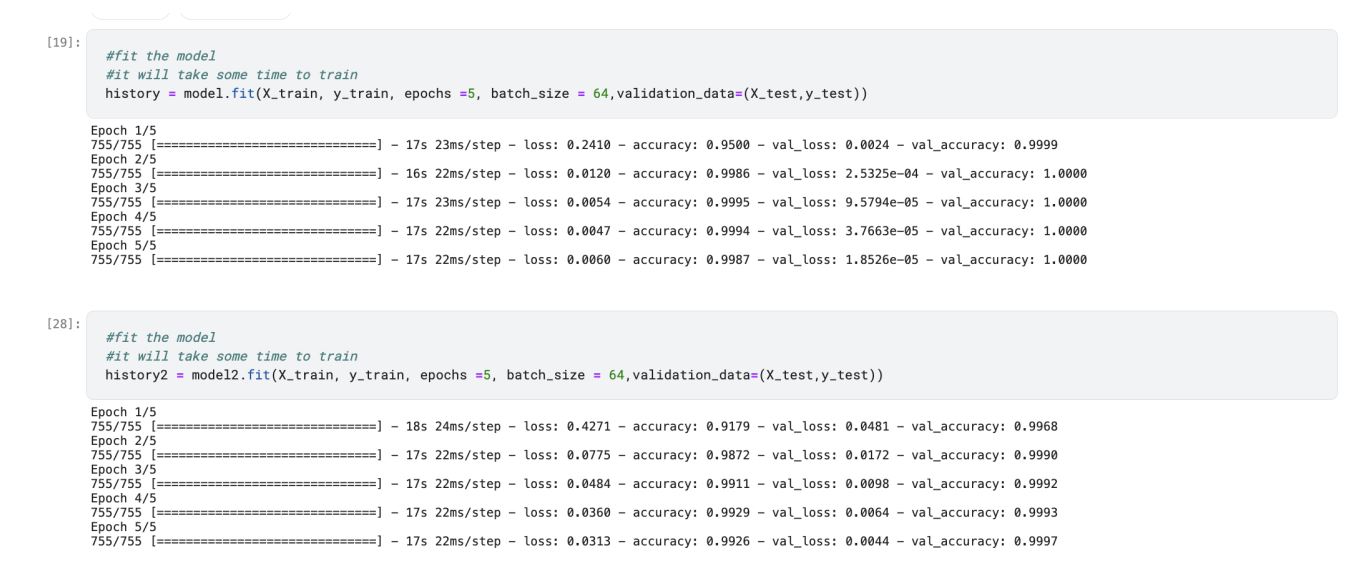 [19]:
#fit the model
#it will take some time to train
history = model.fit(X_train, y_train, epochs =5, batch_size = 64,validation_data=(X_test,y_test))
Epoch 1/5
755/755 [==============================] - 17s 23ms/step - loss: 0.2410 - accuracy: 0.9500 - val_loss: 0.0024 - val_accuracy: 0.9999
Epoch 2/5
755/755 [==============================] - 16s 22ms/step - loss: 0.0120 - accuracy: 0.9986 - val_loss: 2.5325e-04 - val_accuracy: 1.0000
Epoch 3/5
755/755 [==============================] - 17s 23ms/step - loss: 0.0054 - accuracy: 0.9995 - val_loss: 9.5794e-05 - val_accuracy: 1.0000
Epoch 4/5
755/755 [==============================] - 17s 22ms/step - loss: 0.0047 - accuracy: 0.9994 - val_loss: 3.7663e-05 - val_accuracy: 1.0000
Epoch 5/5
755/755 [==============================] - 17s 22ms/step - loss: 0.0060 - accuracy: 0.9987 - val_loss: 1.8526e-05 - val_accuracy: 1.0000
[28]:
#fit the model
#it will take some time to train
history2 = model2.fit(X_train, y_train, epochs =5, batch_size = 64,validation_data=(X_test,y_test))
Epoch 1/5
755/755 [==============================] - 18s 24ms/step - loss: 0.4271 - accuracy: 0.9179 - val_loss: 0.0481 - val_accuracy: 0.9968
Epoch 2/5
755/755 [==============================] - 17s 22ms/step - loss: 0.0775 - accuracy: 0.9872 - val_loss: 0.0172 - val_accuracy: 0.9990
Epoch 3/5
755/755 [==============================] - 17s 22ms/step - loss: 0.0484 - accuracy: 0.9911 - val_loss: 0.0098 - val_accuracy: 0.9992
Epoch 4/5
755/755 [==============================] - 17s 22ms/step - loss: 0.0360 - accuracy: 0.9929 - val_loss: 0.0064 - val_accuracy: 0.9993
Epoch 5/5
755/755 [==============================] - 17s 22ms/step - loss: 0.0313 - accuracy: 0.9926 - val_loss: 0.0044 - val_accuracy: 0.9997